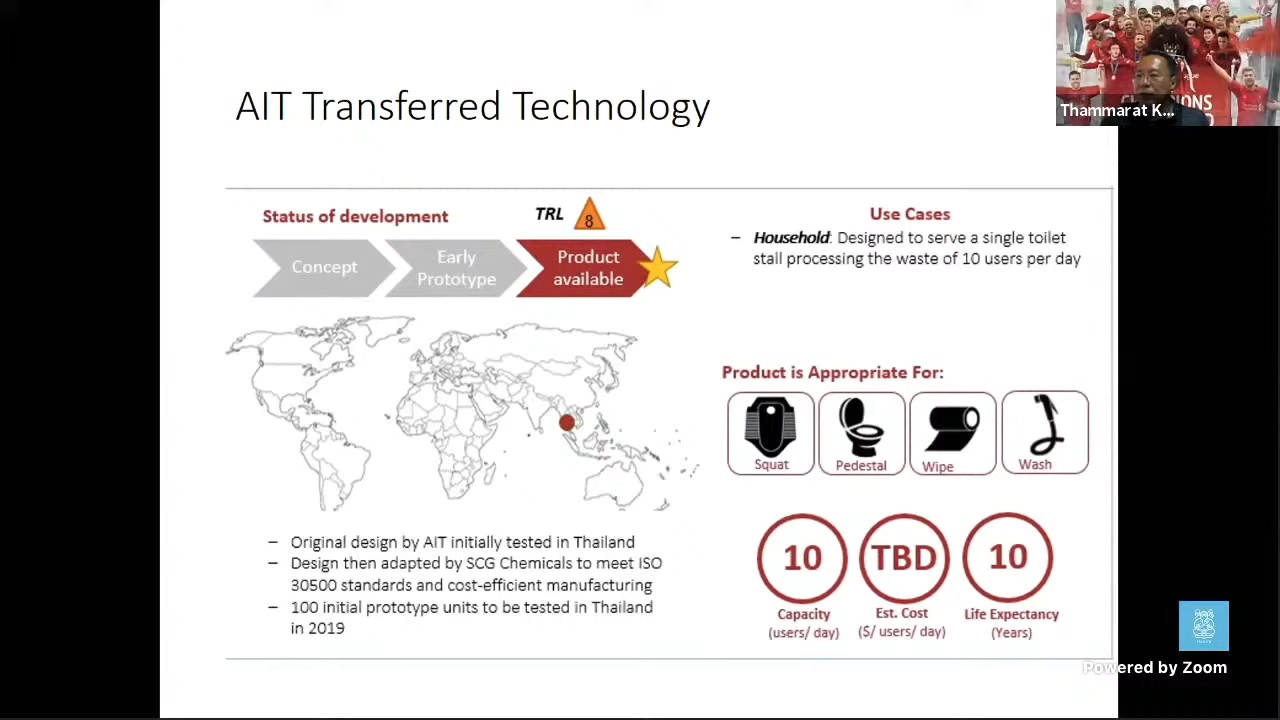 AIT Transferred Technology
Thammarat K...
Status of development
TRL
8
Concept
Early
Prototype
Product
available
Use Cases
– Household: Designed to serve a single toilet
stall processing the waste of 10 users per day
Product is Appropriate For:
Squat
Pedestal
Wipe
Wash
– Original design by AIT initially tested in Thailand
– Design then adapted by SCG Chemicals to meet ISO
30500 standards and cost-efficient manufacturing
– 100 initial prototype units to be tested in Thailand
in 2019
10
Capacity
(users/ day)
TBD
Est. Cost
($/ users/ day)
10
Life Expectancy
(Years)
Powered by Zoom